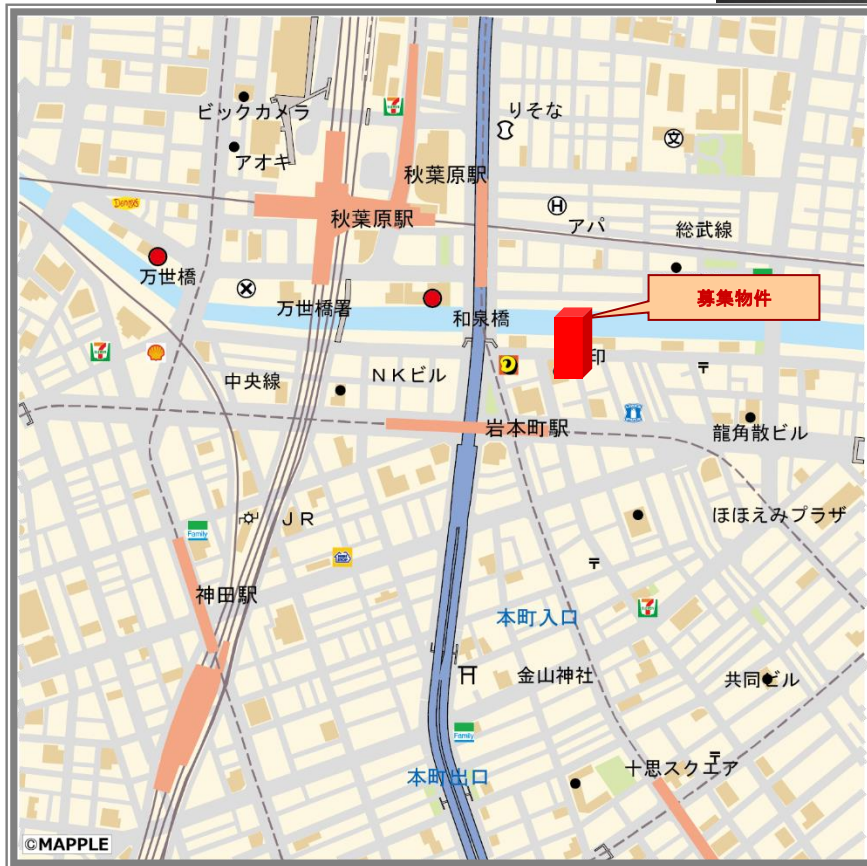 ビックカメラ
りそな
アオキ
秋葉原駅
秋葉原駅
アパ
総武線
万世橋
募集物件
万世橋署
和泉橋
印
中央線
NKビル
岩本町駅
龍角散ビル
ほほえみプラザ
JR
Family
神田駅
本町入口
金山神社
共同ビル
Family
十思スクエア
本町出口
©MAPPLE